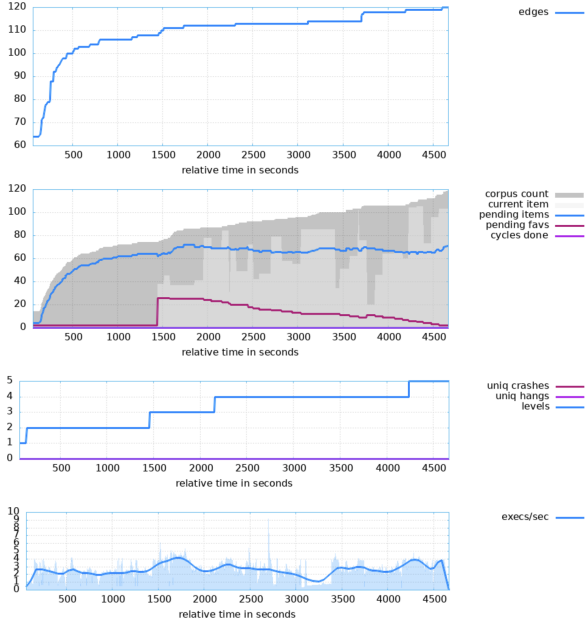 120
110
100
90
80
70
60
500 1000 1500 2000 2500 3000 3500 4000 4500
relative time in seconds
edges
120
100
80
60
40
20
0
500 1000 1500 2000 2500 3000 3500 4000 4500
relative time in seconds
corpus count
current item
pending items
pending favs
cycles done
5
4
3
2
1
0
500 1000 1500 2000 2500 3000 3500 4000 4500
relative time in seconds
uniq crashes
uniq hangs
levels
10
9
8
7
6
5
4
3
2
1
0
500 1000 1500 2000 2500 3000 3500 4000 4500
relative time in seconds
execs/sec